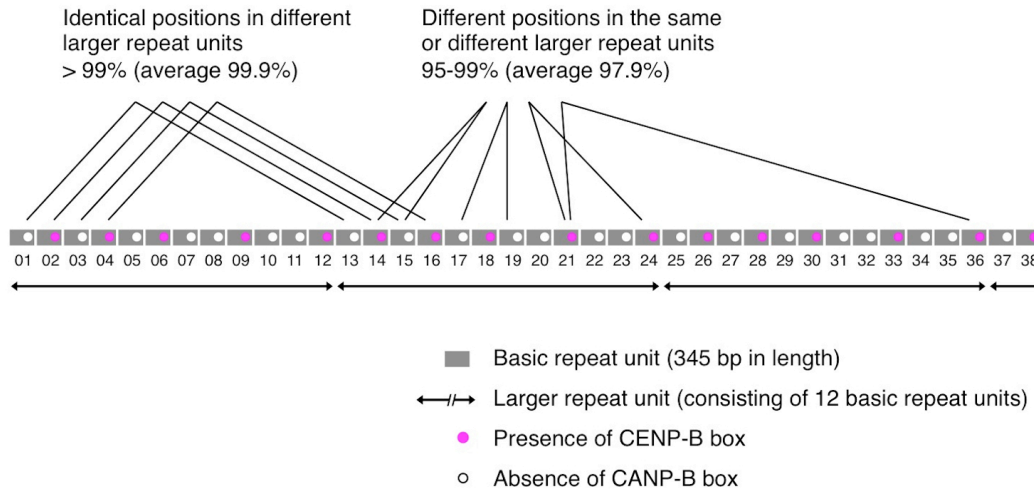 Identical positions in different
larger repeat units
> 99% (average 99.9%)
Different positions in the same
or different larger repeat units
95-99% (average 97.9%)
01 02 03 04 05 06 07 08 09 10 11 12 13 14 15 16 17 18 19 20 21 22 23 24 25 26 27 28 29 30 31 32 33 34 35 36 37 38
Basic repeat unit (345 bp in length)
Larger repeat unit (consisting of 12 basic repeat units)
Presence of CENP-B box
Absence of CANP-B box